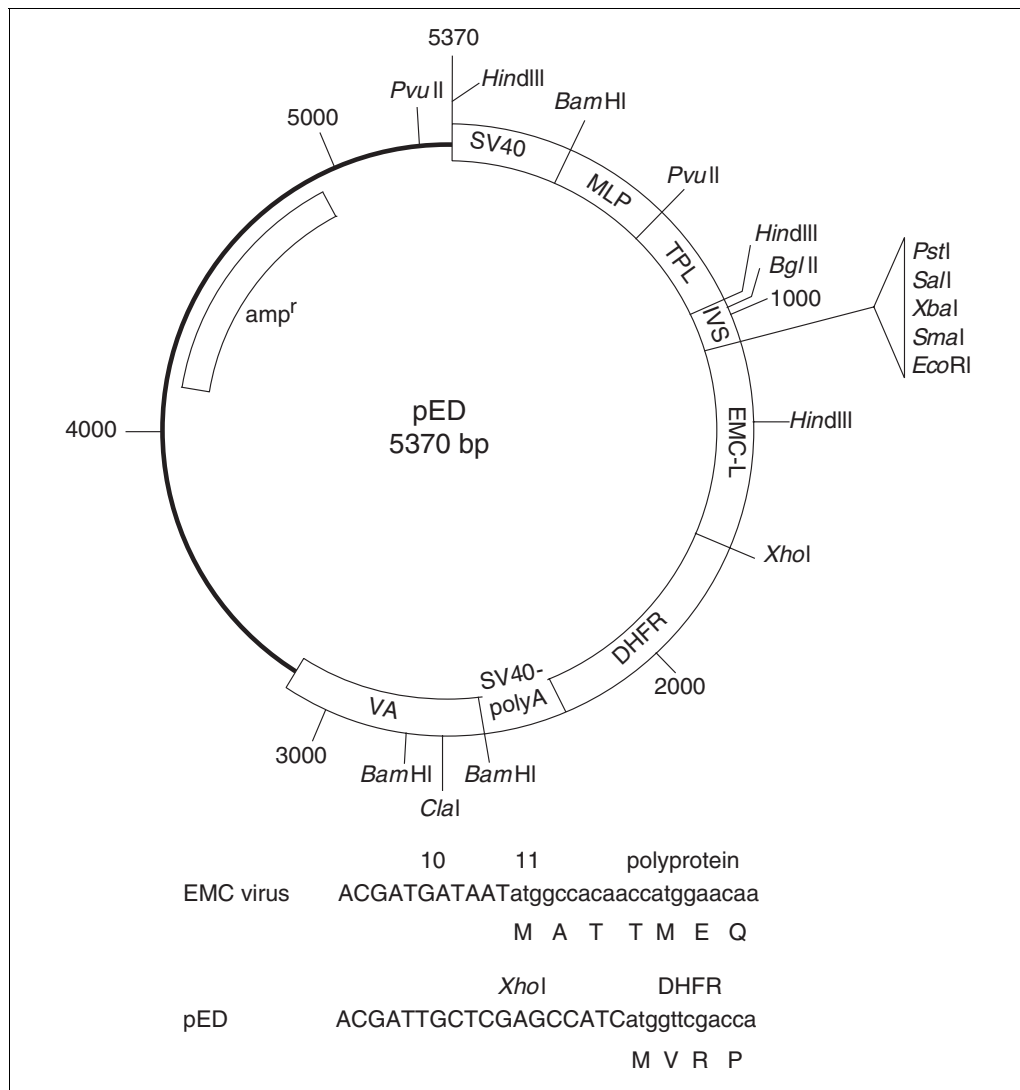 5370
HindIII
PvuII
BamHI
5000
SV40
MLP
PvuII
TPL
HindIII
BglII
1000
IVS
PstI
SalI
XbaI
SmaI
EcoRI
ampr
pED
5370 bp
4000
EMC-L
HindIII
XhoI
DHFR
2000
SV40-
polyA
VA
3000
BamHI
BamHI
ClaI
10 11 polyprotein
EMC virus ACGATGATAATatggccacaaccatggaacaa
M A T T M E Q
XhoI DHFR
pED ACGATTGCTCGAGCCATCatggttcgacca
M V R P